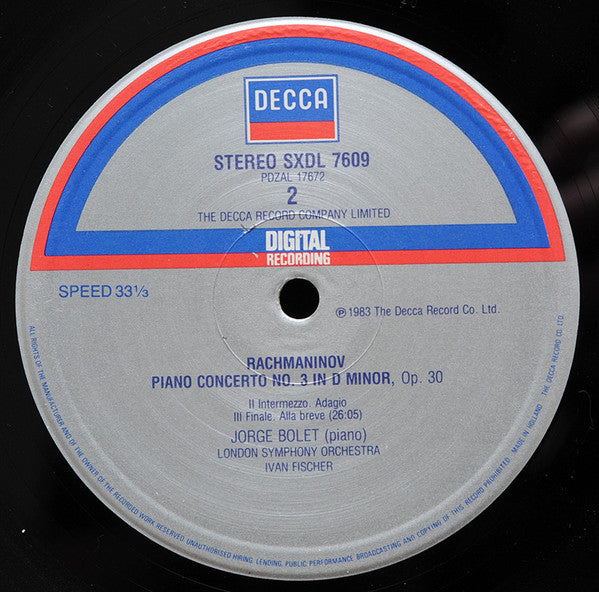 DECCA
STEREO SXDL 7609
PDZAL 17672
2
THE DECCA RECORD COMPANY LIMITED
DIGITAL
RECORDING
SPEED 33⅓
℗ 1983 The Decca Record Co. Ltd.
RACHMANINOV
PIANO CONCERTO NO. 3 IN D MINOR, Op. 30
II Intermezzo. Adagio
III Finale. Alla breve (26:05)
JORGE BOLET (piano)
LONDON SYMPHONY ORCHESTRA
IVAN FISCHER
ALL RIGHTS OF THE MANUFACTURER AND OF THE OWNER OF THE RECORDED WORK RESERVED. UNAUTHORISED HIRING, LENDING, PUBLIC PERFORMANCE, BROADCASTING AND COPYING OF THIS RECORD PROHIBITED. MADE IN HOLLAND. THE DECCA RECORD CO. LTD.